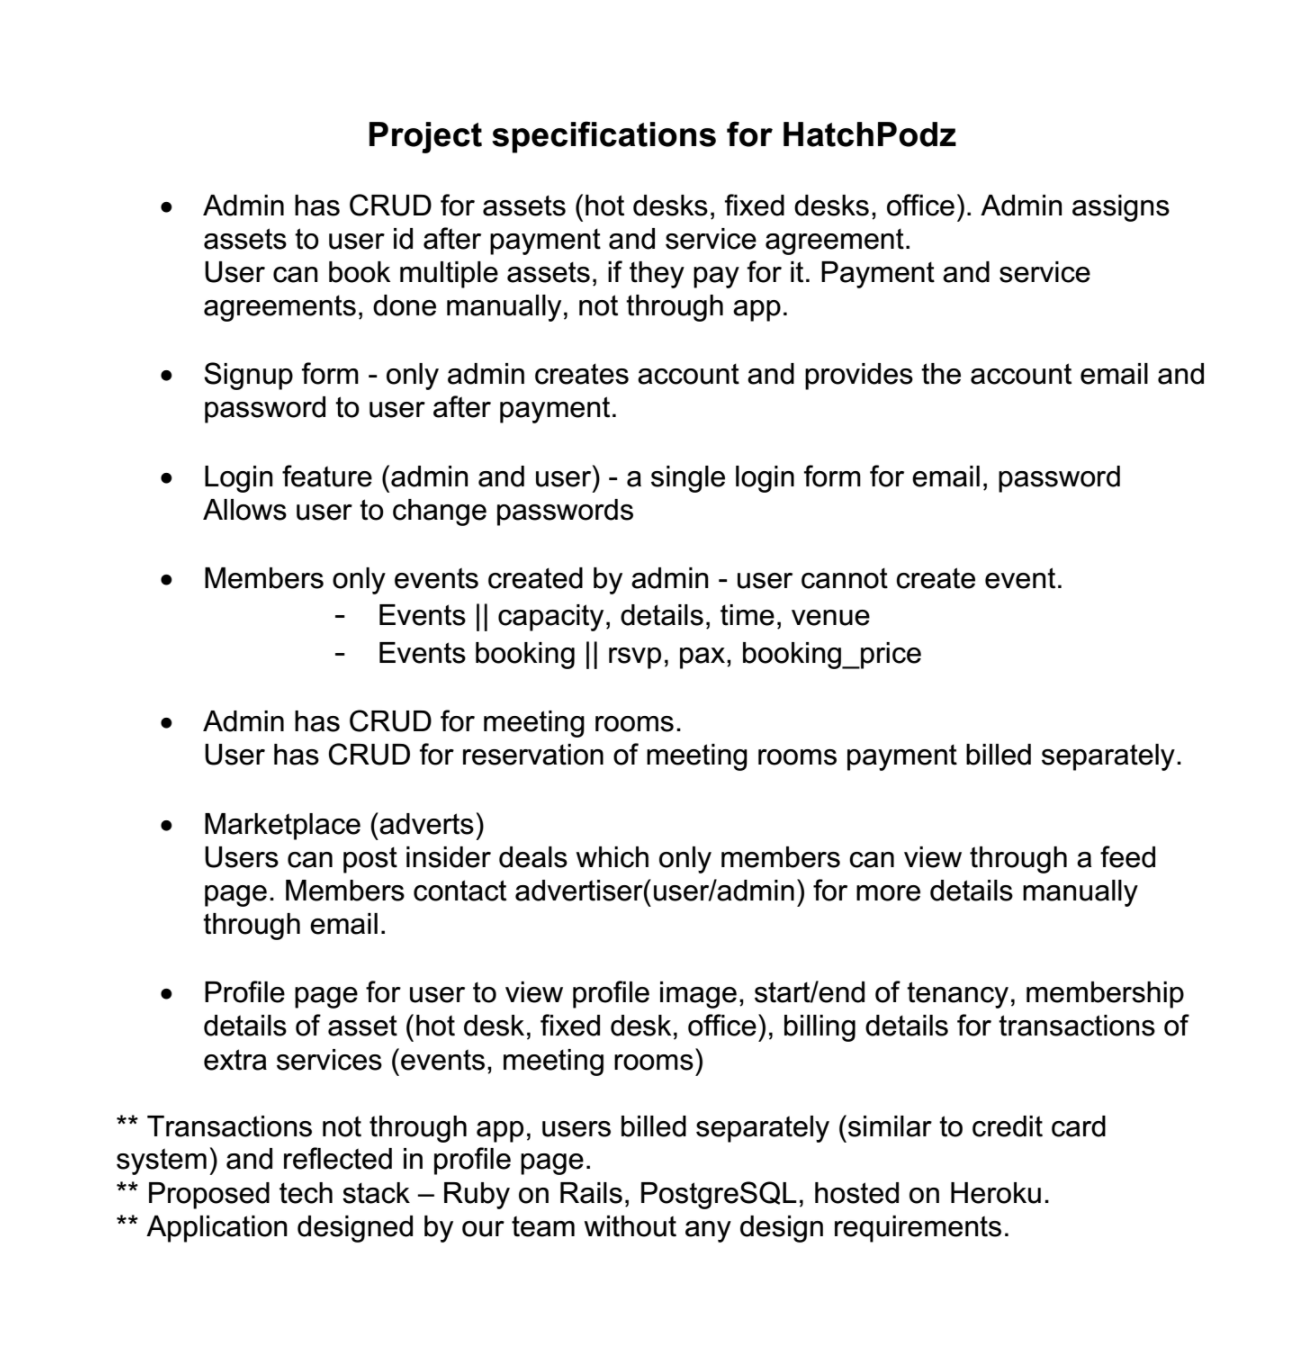 Project specifications for HatchPodz
• Admin has CRUD for assets (hot desks, fixed desks, office). Admin assigns
assets to user id after payment and service agreement.
User can book multiple assets, if they pay for it. Payment and service
agreements, done manually, not through app.
• Signup form - only admin creates account and provides the account email and
password to user after payment.
• Login feature (admin and user) - a single login form for email, password
Allows user to change passwords
• Members only events created by admin - user cannot create event.
- Events || capacity, details, time, venue
- Events booking || rsvp, pax, booking_price
• Admin has CRUD for meeting rooms.
User has CRUD for reservation of meeting rooms payment billed separately.
• Marketplace (adverts)
Users can post insider deals which only members can view through a feed
page. Members contact advertiser(user/admin) for more details manually
through email.
• Profile page for user to view profile image, start/end of tenancy, membership
details of asset (hot desk, fixed desk, office), billing details for transactions of
extra services (events, meeting rooms)
** Transactions not through app, users billed separately (similar to credit card
system) and reflected in profile page.
** Proposed tech stack – Ruby on Rails, PostgreSQL, hosted on Heroku.
** Application designed by our team without any design requirements.